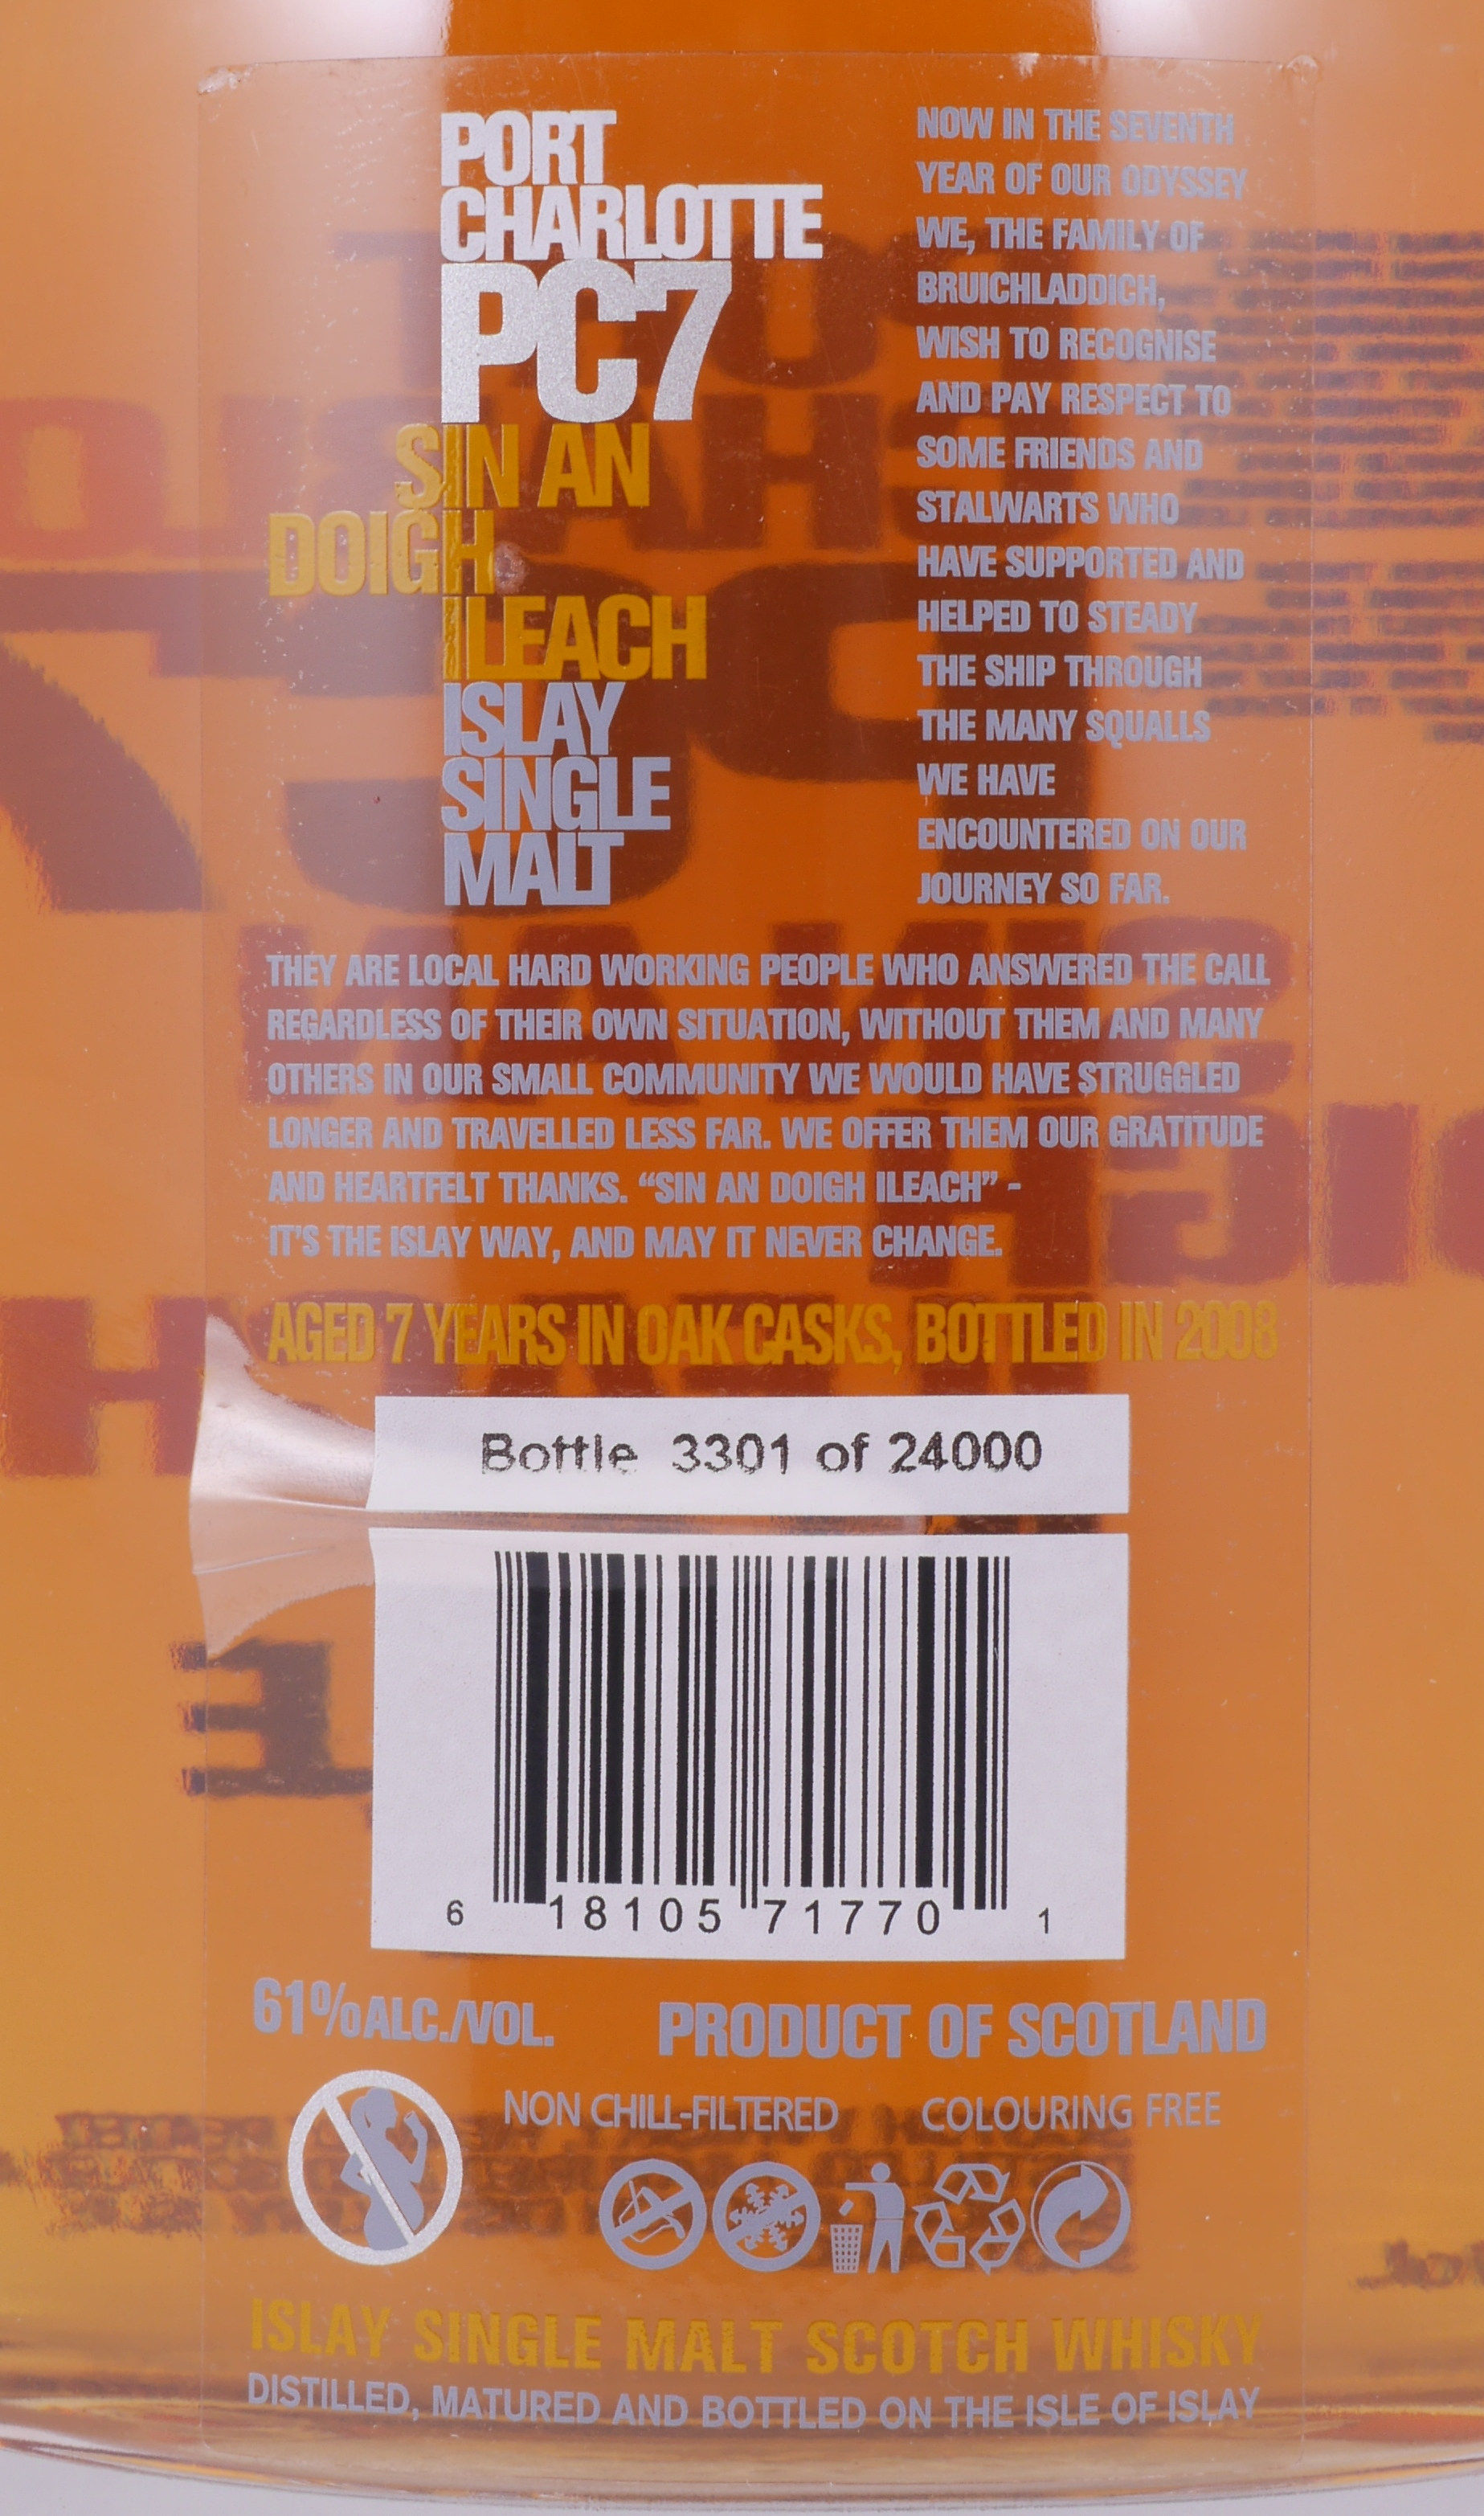 PORT
CHARLOTTE
PC7
SIN AN
DOIGH
ILEACH
ISLAY
SINGLE
MALT
NOW IN THE SEVENTH
YEAR OF OUR ODYSSEY
WE, THE FAMILY OF
BRUICHLADDICH,
WISH TO RECOGNISE
AND PAY RESPECT TO
SOME FRIENDS AND
STALWARTS WHO
HAVE SUPPORTED AND
HELPED TO STEADY
THE SHIP THROUGH
THE MANY SQUALLS
WE HAVE
ENCOUNTERED ON OUR
JOURNEY SO FAR.
THEY ARE LOCAL HARD WORKING PEOPLE WHO ANSWERED THE CALL
REGARDLESS OF THEIR OWN SITUATION, WITHOUT THEM AND MANY
OTHERS IN OUR SMALL COMMUNITY WE WOULD HAVE STRUGGLED
LONGER AND TRAVELLED LESS FAR. WE OFFER THEM OUR GRATITUDE
AND HEARTFELT THANKS. “SIN AN DOIGH ILEACH” -
IT'S THE ISLAY WAY, AND MAY IT NEVER CHANGE.
AGED 7 YEARS IN OAK CASKS, BOTTLED IN 2008
Bottle 3301 of 24000
6 18105 71770 1
61%ALC./VOL. PRODUCT OF SCOTLAND
NON CHILL-FILTERED COLOURING FREE
ISLAY SINGLE MALT SCOTCH WHISKY
DISTILLED, MATURED AND BOTTLED ON THE ISLE OF ISLAY